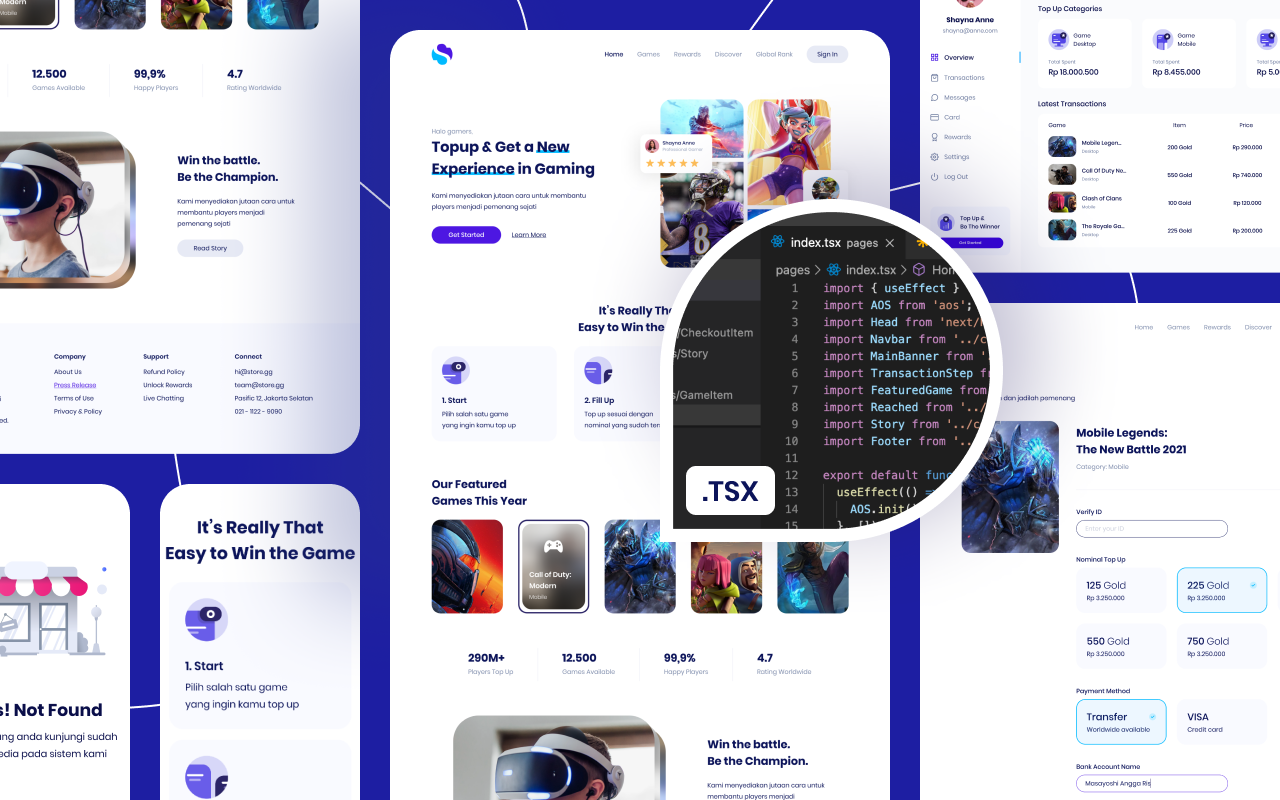 Modern
Mobile
12.500
Games Available
99,9%
Happy Players
4.7
Rating Worldwide
Win the battle.
Be the Champion.
Kami menyediakan jutaan cara untuk
membantu players menjadi
pemenang sejati
Read Story
Company
About Us
Press Release
Terms of Use
Privacy & Policy
Support
Refund Policy
Unlock Rewards
Live Chatting
Connect
hi@store.gg
team@store.gg
Pasific 12, Jakarta Selatan
021 - 1122 - 9090
ed.
s! Not Found
ang anda kunjungi sudah
edia pada sistem kami
It's Really That
Easy to Win the Game
1. Start
Pilih salah satu game
yang ingin kamu top up
Home
Games
Rewards
Discover
Global Rank
Sign In
Halo gamers,
Topup & Get a New
Experience in Gaming
Kami menyediakan jutaan cara untuk membantu
players menjadi pemenang sejati
Get Started
Learn More
Shayna Anne
Professional Gamer
8
It's Really Tha
Easy to Win the
1. Start
Pilih salah satu game
yang ingin kamu top up
2. Fill Up
Top up sesuai dengan
nominal yang sudah ter
Our Featured
Games This Year
Call of Duty:
Modern
Mobile
290M+
Players Top Up
12.500
Games Available
99,9%
Happy Players
4.7
Rating Worldwide
Win the battle.
Be the Champion.
Kami menyediakan jutaan cara untuk
membantu players menjadi
index.tsx pages
pages > index.tsx > Hom
/CheckoutItem
s/Story
s/GameItem
1 import { useEffect }
2 import AOS from 'aos';
3 import Head from 'next/
4 import Navbar from '../c
5 import MainBanner from '.
6 import TransactionStep f
7 import FeaturedGame from
8 import Reached from '../
9 import Story from '../c
10 import Footer from '..
11
12 export default func
13 useEffect(() =
14 AOS.init(
15 }, [])
.TSX
Shayna Anne
shayna@anne.com
Overview
Transactions
Messages
Card
Rewards
Settings
Log Out
Top Up &
Be The Winner
Get Started
Top Up Categories
Game
Desktop
Total Spent
Rp 18.000.500
Game
Mobile
Total Spent
Rp 8.455.000
Total Spent
Rp 5.0
Latest Transactions
Game
Item
Price
Mobile Legen...
Desktop
200 Gold
Rp 290.000
Call Of Duty Ne...
Desktop
550 Gold
Rp 740.000
Clash of Clans
Mobile
100 Gold
Rp 120.000
The Royale Ga...
Desktop
225 Gold
Rp 200.000
Home
Games
Rewards
Discover
dan jadilah pemenang
Mobile Legends:
The New Battle 2021
Category: Mobile
Verify ID
Enter your ID
Nominal Top Up
125 Gold
Rp 3.250.000
225 Gold
Rp 3.250.000
550 Gold
Rp 3.250.000
750 Gold
Rp 3.250.000
Payment Method
Transfer
Worldwide available
VISA
Credit card
Bank Account Name
Masayoshi Angga Ris